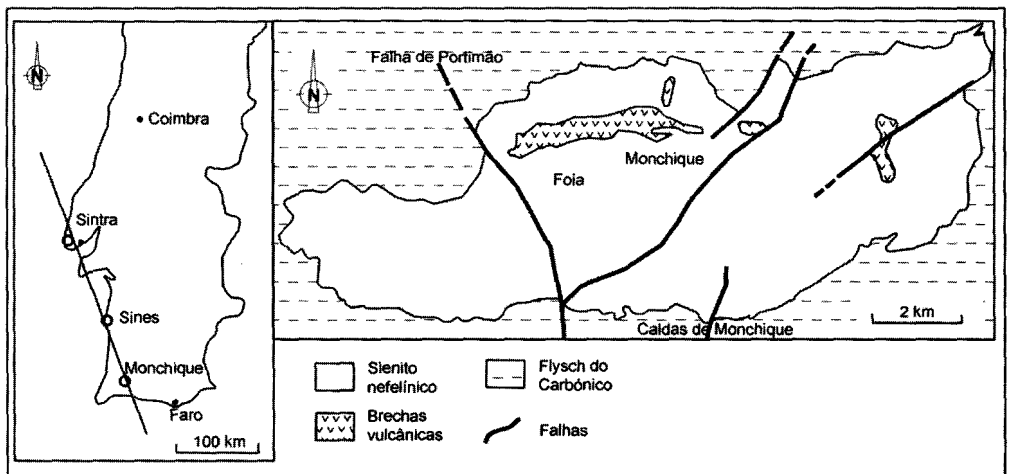 N
Coimbra
Sintra
Sines
Monchique
Faro
100 km
N
Falha de Portimão
Monchique
Foia
Caldas de Monchique
2 km
Sienito
nefelínico
Flysch do
Carbónico
Brechas
vulcânicas
Falhas